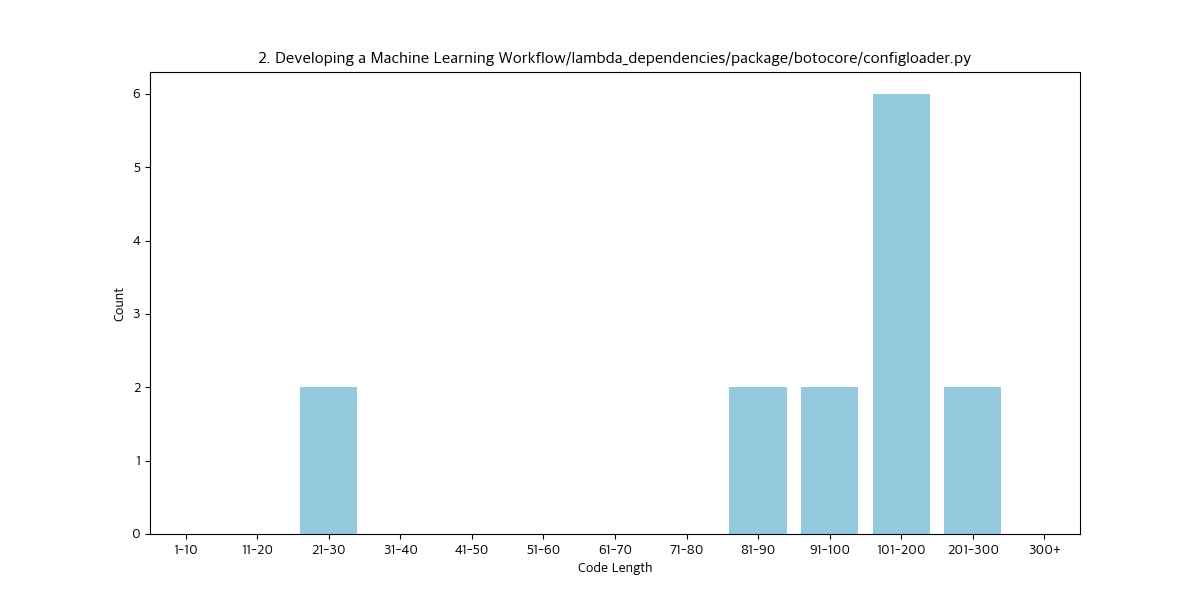 2. Developing a Machine Learning Workflow/lambda_dependencies/package/botocore/configloader.py
6
5
4
3
2
1
0
Count
1-10 11-20 21-30 31-40 41-50 51-60 61-70 71-80 81-90 91-100 101-200 201-300 300+
Code Length